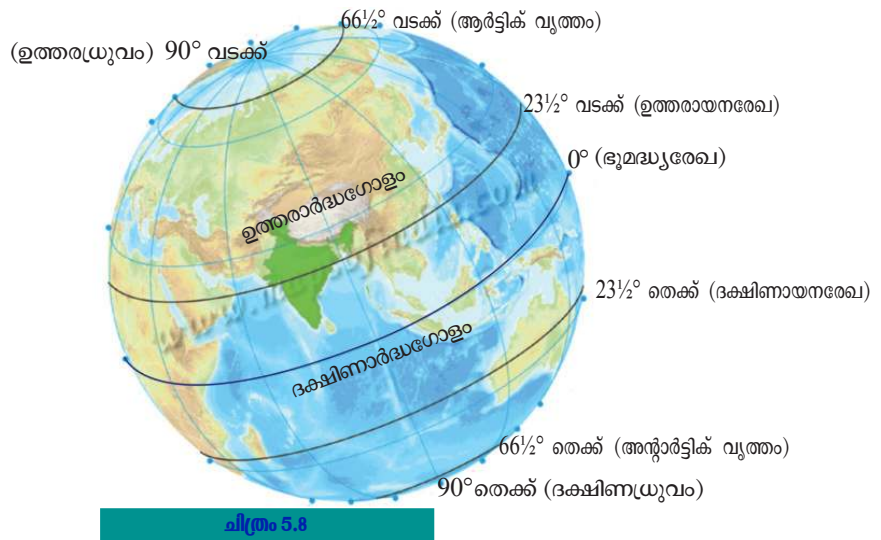 66½° വടക്ക് (ആർട്ടിക് വൃത്തം)
(ഉത്തരധ്രുവം) 90° വടക്ക്
23½° വടക്ക് (ഉത്തരായനരേഖ)
0° (ഭൂമദ്ധ്യരേഖ)
ഉത്തരാർദ്ധഗോളം
23½° തെക്ക് (ദക്ഷിണായനരേഖ)
ദക്ഷിണാർദ്ധഗോളം
66½° തെക്ക് (അന്റാർട്ടിക് വൃത്തം)
90° തെക്ക് (ദക്ഷിണധ്രുവം)
ചിത്രം 5.8